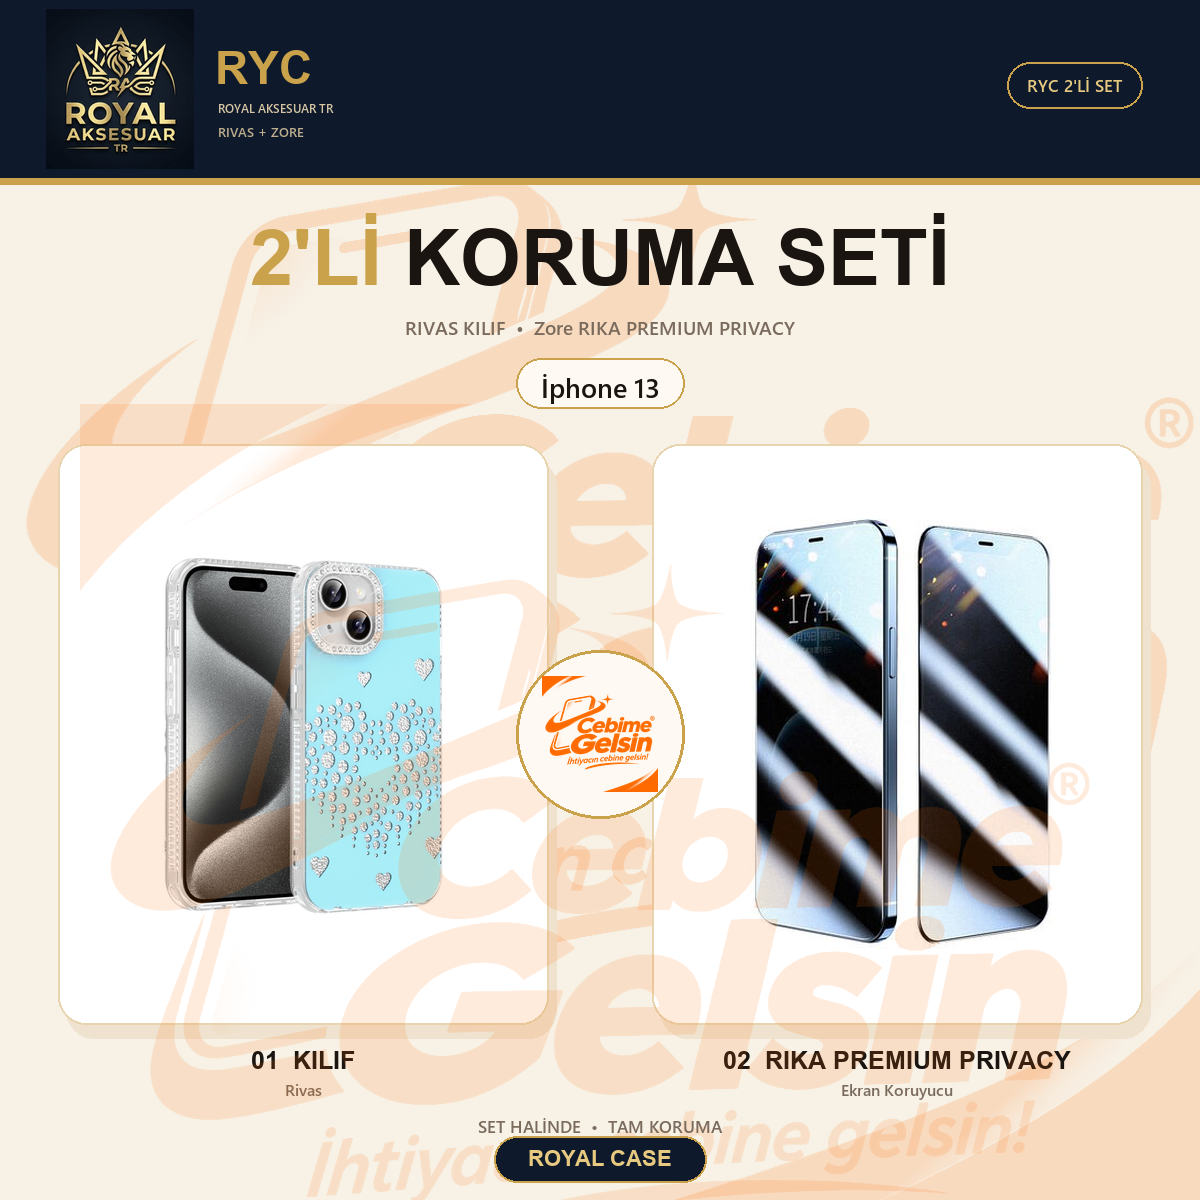 ROYAL
AKSESUAR
TR
RYC
ROYAL AKSESUAR TR
RIVAS + ZORE
RYC 2'Lİ SET
2'Lİ KORUMA SETİ
RIVAS KILIF • Zore RIKA PREMIUM PRIVACY
İphone 13
17:42
Cebime
Gelsin
İhtiyacın cebine gelsin!
Cebime®
Gelsin
01 KILIF
Rivas
02 RIKA PREMIUM PRIVACY
Ekran Koruyucu
SET HALİNDE • TAM KORUMA
ROYAL CASE